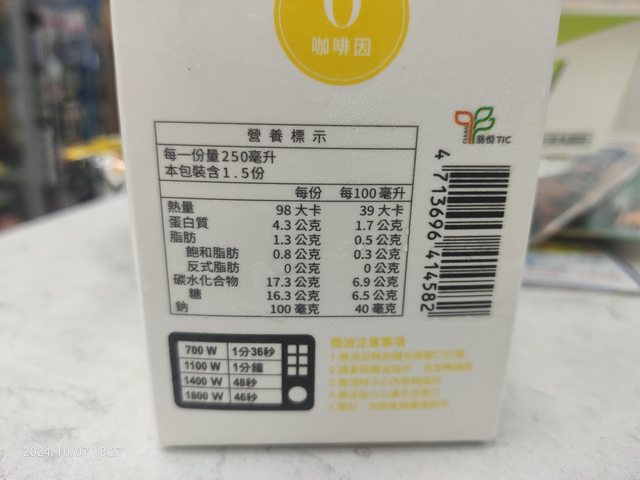 0
咖啡因
慈悅 TIC
營養標示
每一份量250毫升
本包裝含1.5份
每份 每100毫升
熱量 98 大卡 39 大卡
蛋白質 4.3 公克 1.7 公克
脂肪 1.3 公克 0.5 公克
飽和脂肪 0.8 公克 0.3 公克
反式脂肪 0 公克 0 公克
碳水化合物 17.3 公克 6.9 公克
糖 16.3 公克 6.5 公克
鈉 100 毫克 40 毫克
4 713696 414582
700 W 1分36秒
1100 W 1分鐘
1400 W 48秒
1800 W 46秒
微波注意事項
2024/10/07 18:27